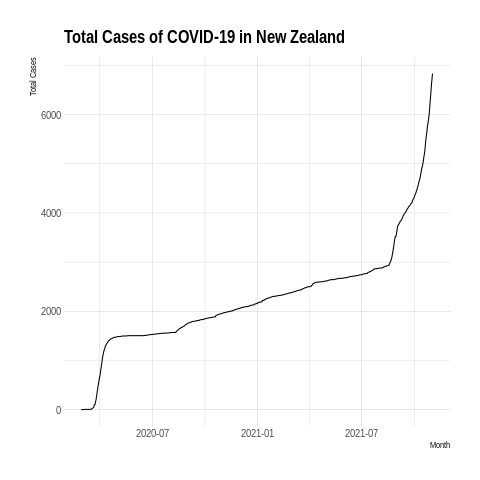 Total Cases of COVID-19 in New Zealand
Total Cases
6000
4000
2000
0
2020-07 2021-01 2021-07
Month